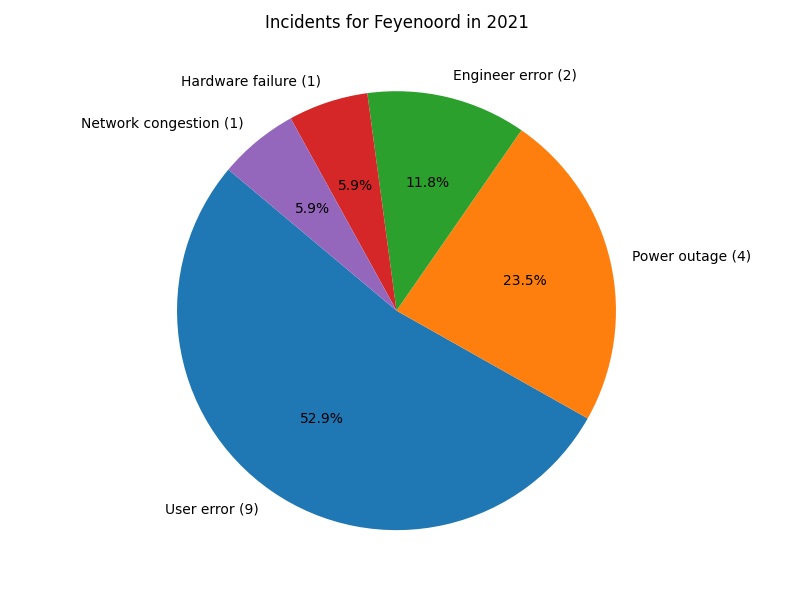 Incidents for Feyenoord in 2021
Engineer error (2)
Hardware failure (1)
Network congestion (1)
11.8%
5.9%
5.9%
Power outage (4)
23.5%
52.9%
User error (9)